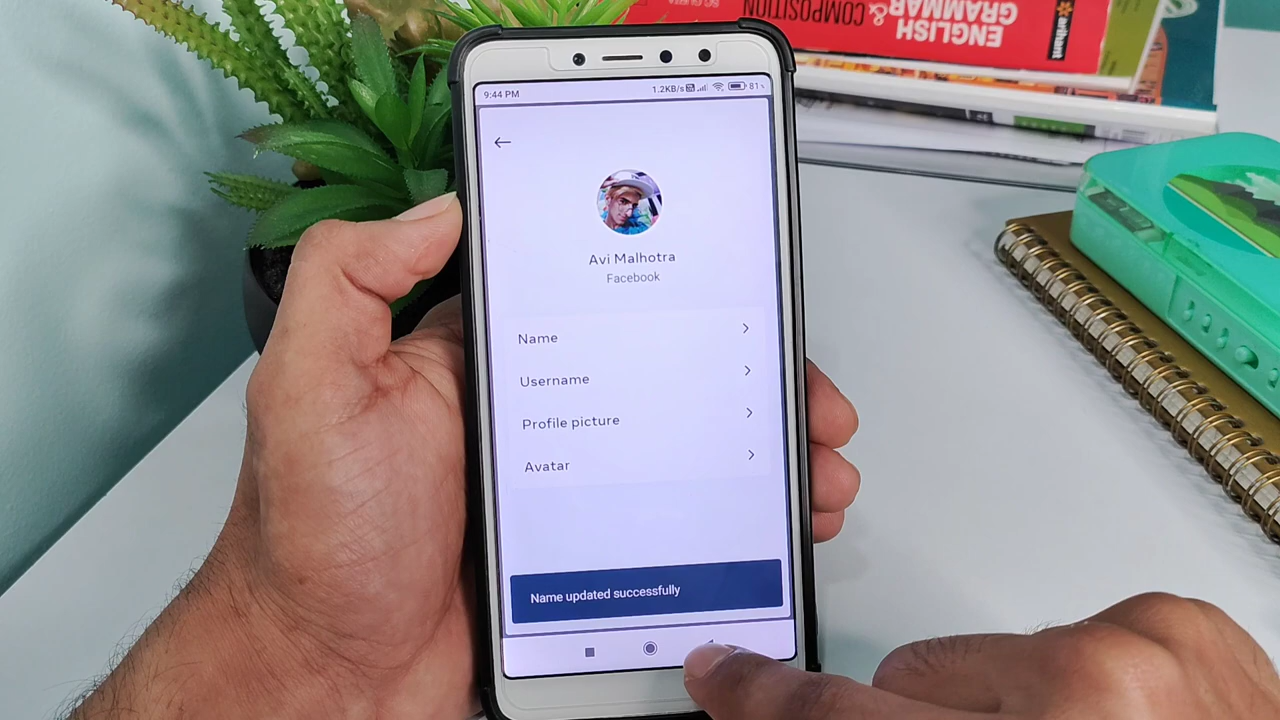 COMPOSITION
&
ENGLISH
GRAMMAR
arihant
9:44 PM
1.2KB/s
81
Avi Malhotra
Facebook
Name
Username
Profile picture
Avatar
Name updated successfully